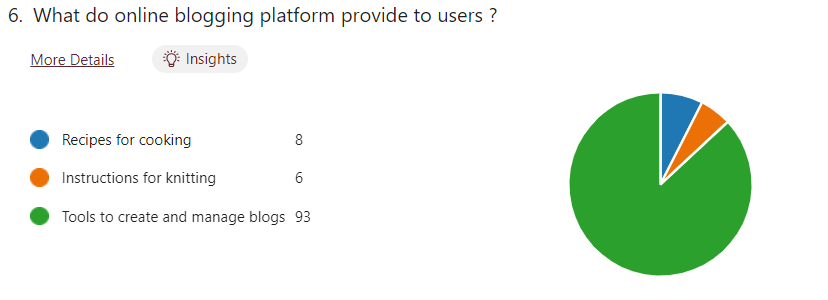 6. What do online blogging platform provide to users ?
More Details Insights
Recipes for cooking 8
Instructions for knitting 6
Tools to create and manage blogs 93